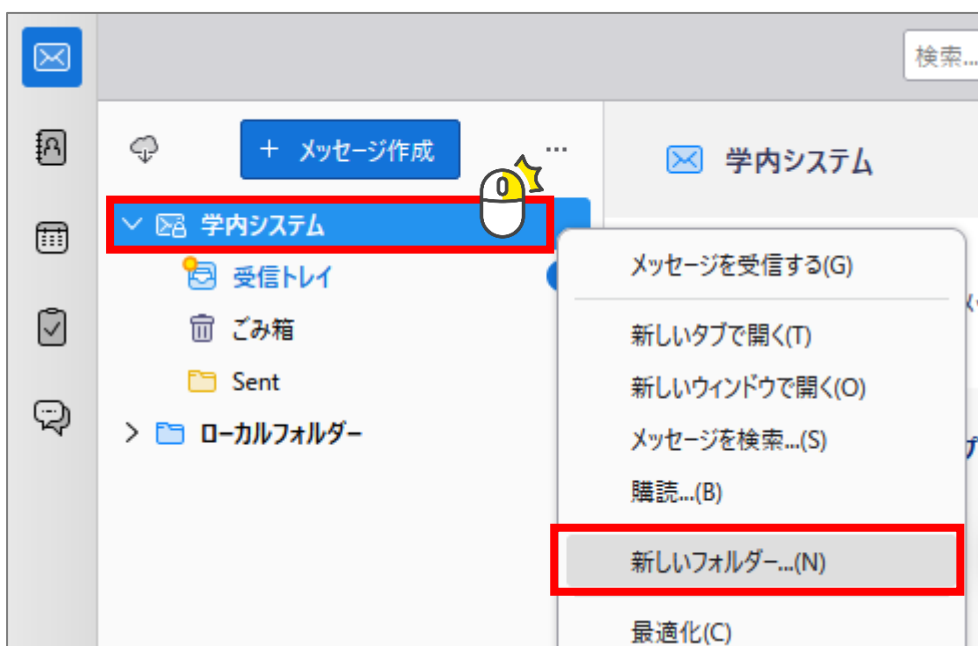 検索...
+ メッセージ作成
...
学内システム
受信トレイ
ごみ箱
Sent
ローカルフォルダー
学内システム
メッセージを受信する(G)
新しいタブで開く(T)
新しいウィンドウで開く(O)
メッセージを検索...(S)
購読...(B)
新しいフォルダー...(N)
最適化(C)